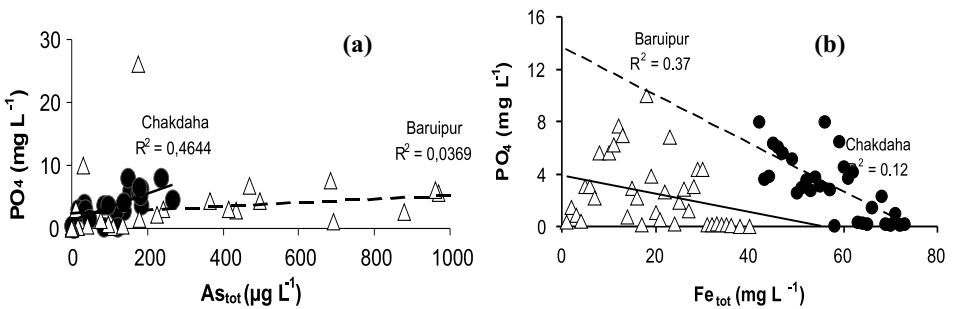 (a)
30
20
10
0
PO4 (mg L-1)
Chakdaha
R2 = 0,4644
Baruipur
R2 = 0,0369
0 200 400 600 800 1000
Astot (µg L-1)
(b)
16
12
8
4
0
PO4 (mg L-1)
Baruipur
R2 = 0.37
Chakdaha
R2 = 0.12
0 20 40 60 80
Fetot (mg L-1)